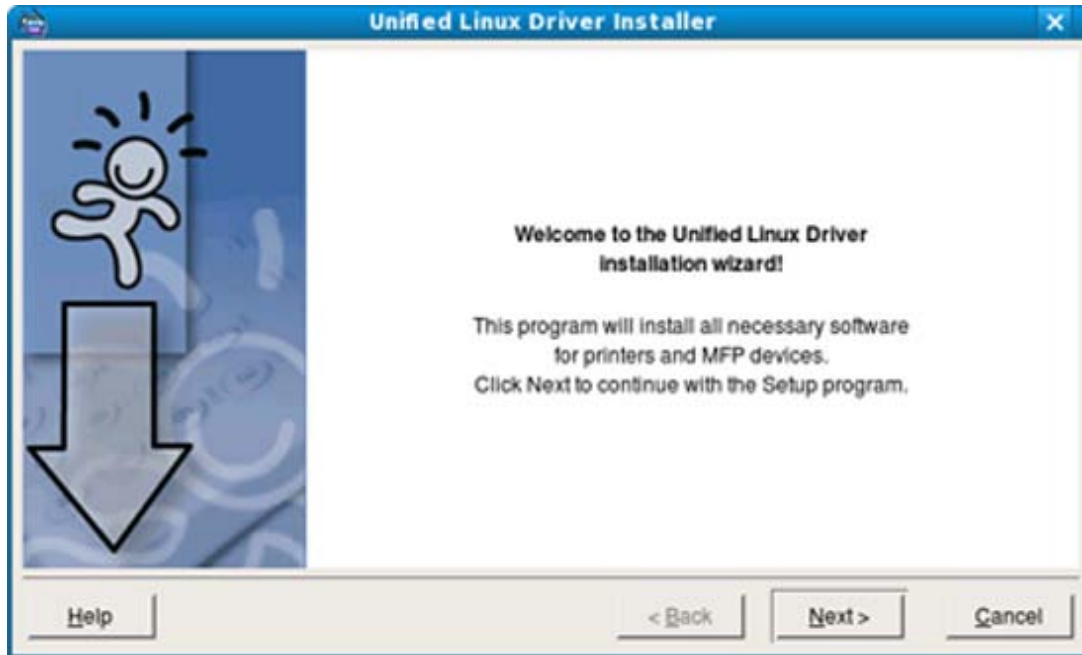 Unified Linux Driver Installer
Welcome to the Unified Linux Driver
installation wizard!
This program will install all necessary software
for printers and MFP devices.
Click Next to continue with the Setup program.
Help
< Back
Next >
Cancel